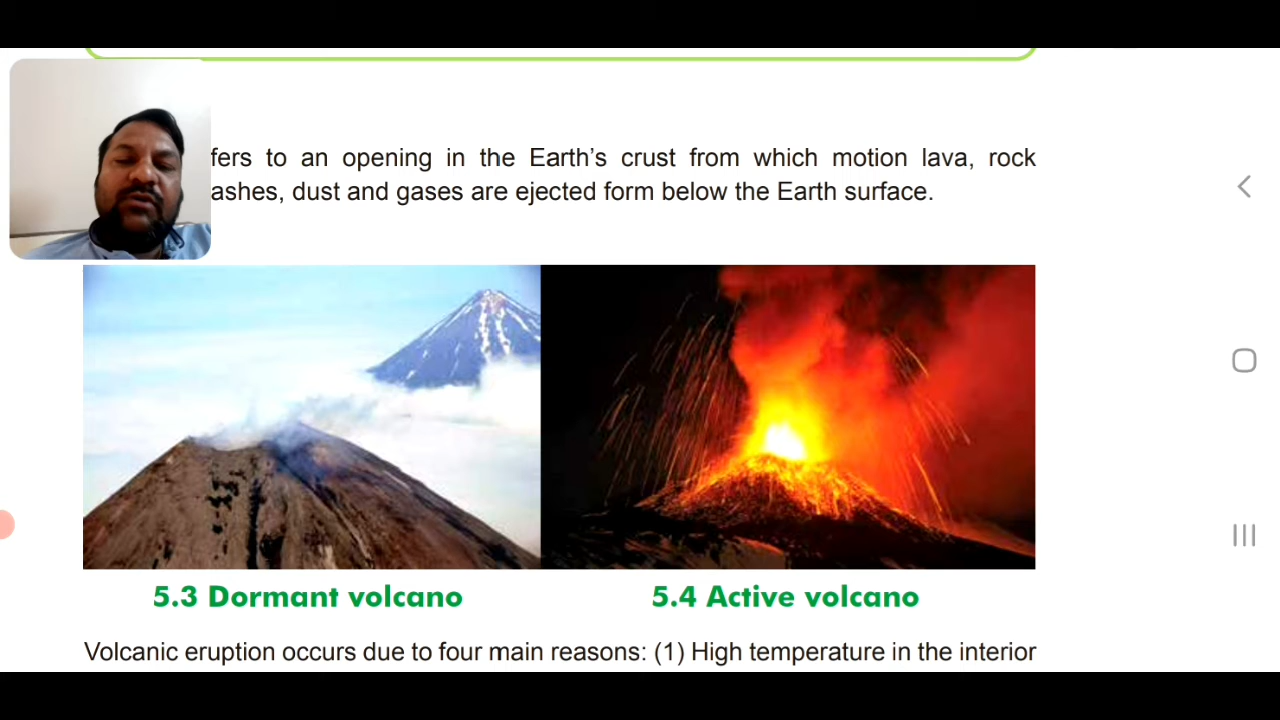 fers to an opening in the Earth's crust from which motion lava, rock
ashes, dust and gases are ejected form below the Earth surface.
5.3 Dormant volcano
5.4 Active volcano
Volcanic eruption occurs due to four main reasons: (1) High temperature in the interior